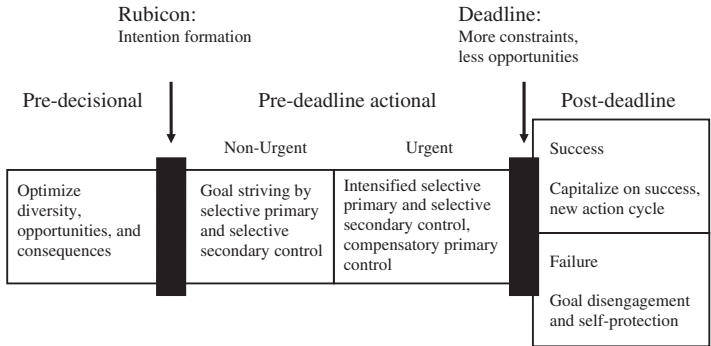 Rubicon:
Intention formation
Deadline:
More constraints,
less opportunities
Pre-decisional
Pre-deadline actional
Post-deadline
Non-Urgent
Urgent
Optimize
diversity,
opportunities, and
consequences
Goal striving by
selective primary
and selective
secondary control
Intensified selective
primary and selective
secondary control,
compensatory primary
control
Success
Capitalize on success,
new action cycle
Failure
Goal disengagement
and self-protection